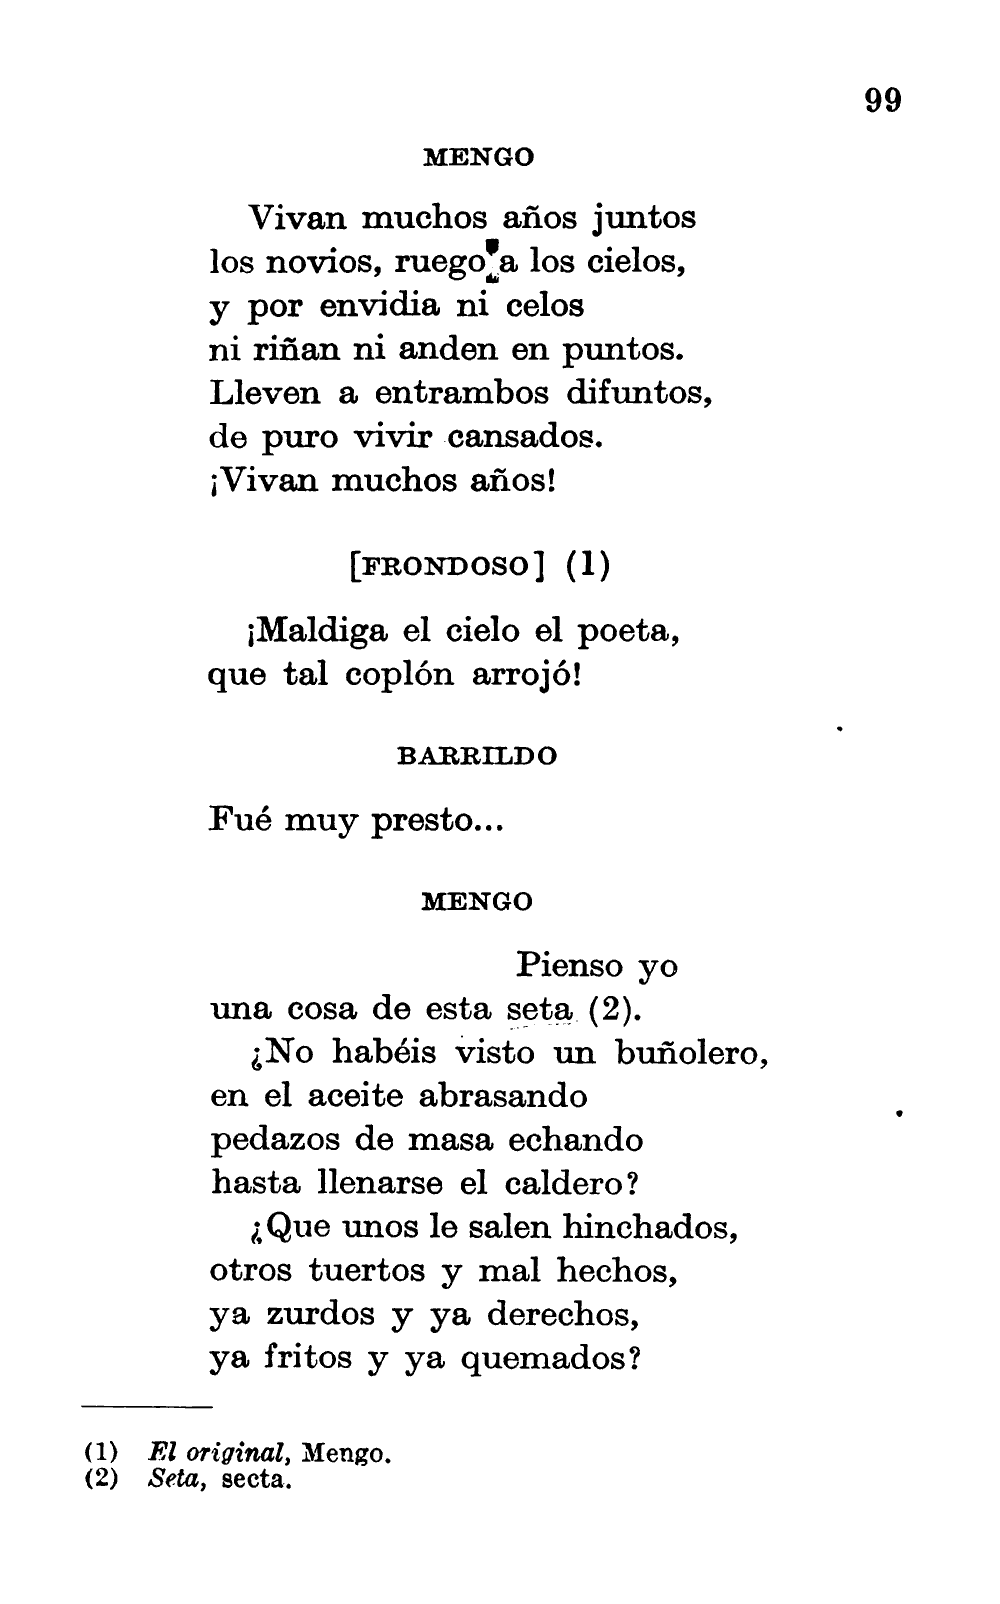 99
MENGO
Vivan muchos años juntos
los novios, ruego a los cielos,
y por envidia ni celos
ni riñan ni anden en puntos.
Lleven a entrambos difuntos,
de puro vivir cansados.
¡Vivan muchos años!
[FRONDOSO] (1)
¡Maldiga el cielo el poeta,
que tal coplón arrojó!
BARRILDO
Fué muy presto...
MENGO
Pienso yo
una cosa de esta seta (2).
¿No habéis visto un buñolero,
en el aceite abrasando
pedazos de masa echando
hasta llenarse el caldero?
¿Que unos le salen hinchados,
otros tuertos y mal hechos,
ya zurdos y ya derechos,
ya fritos y ya quemados?
(1) El original, Mengo.
(2) Seta, secta.